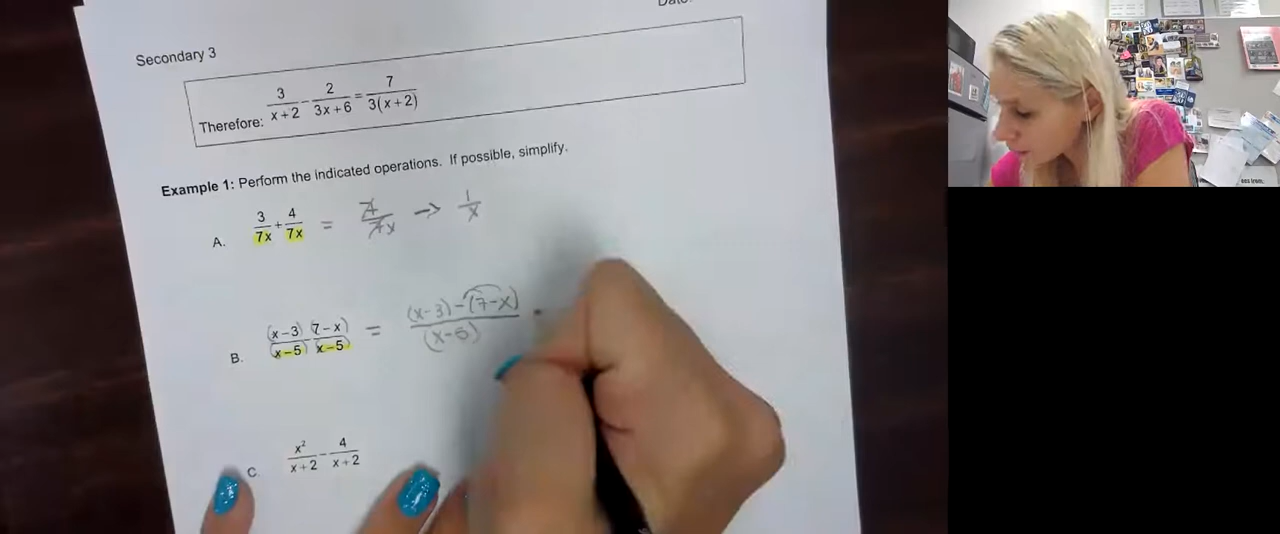 Secondary 3
Therefore: 3/(x+2) - 2/(3x+6) = 7/(3(x+2))
Example 1: Perform the indicated operations. If possible, simplify.
A. 3/7x + 4/7x = 7/7x → 1/x
B. (x-3)/(x-5) (7-x)/(x-5) = ((x-3)-(7-x))/(x-5)
C. x²/(x+2) - 4/(x+2)